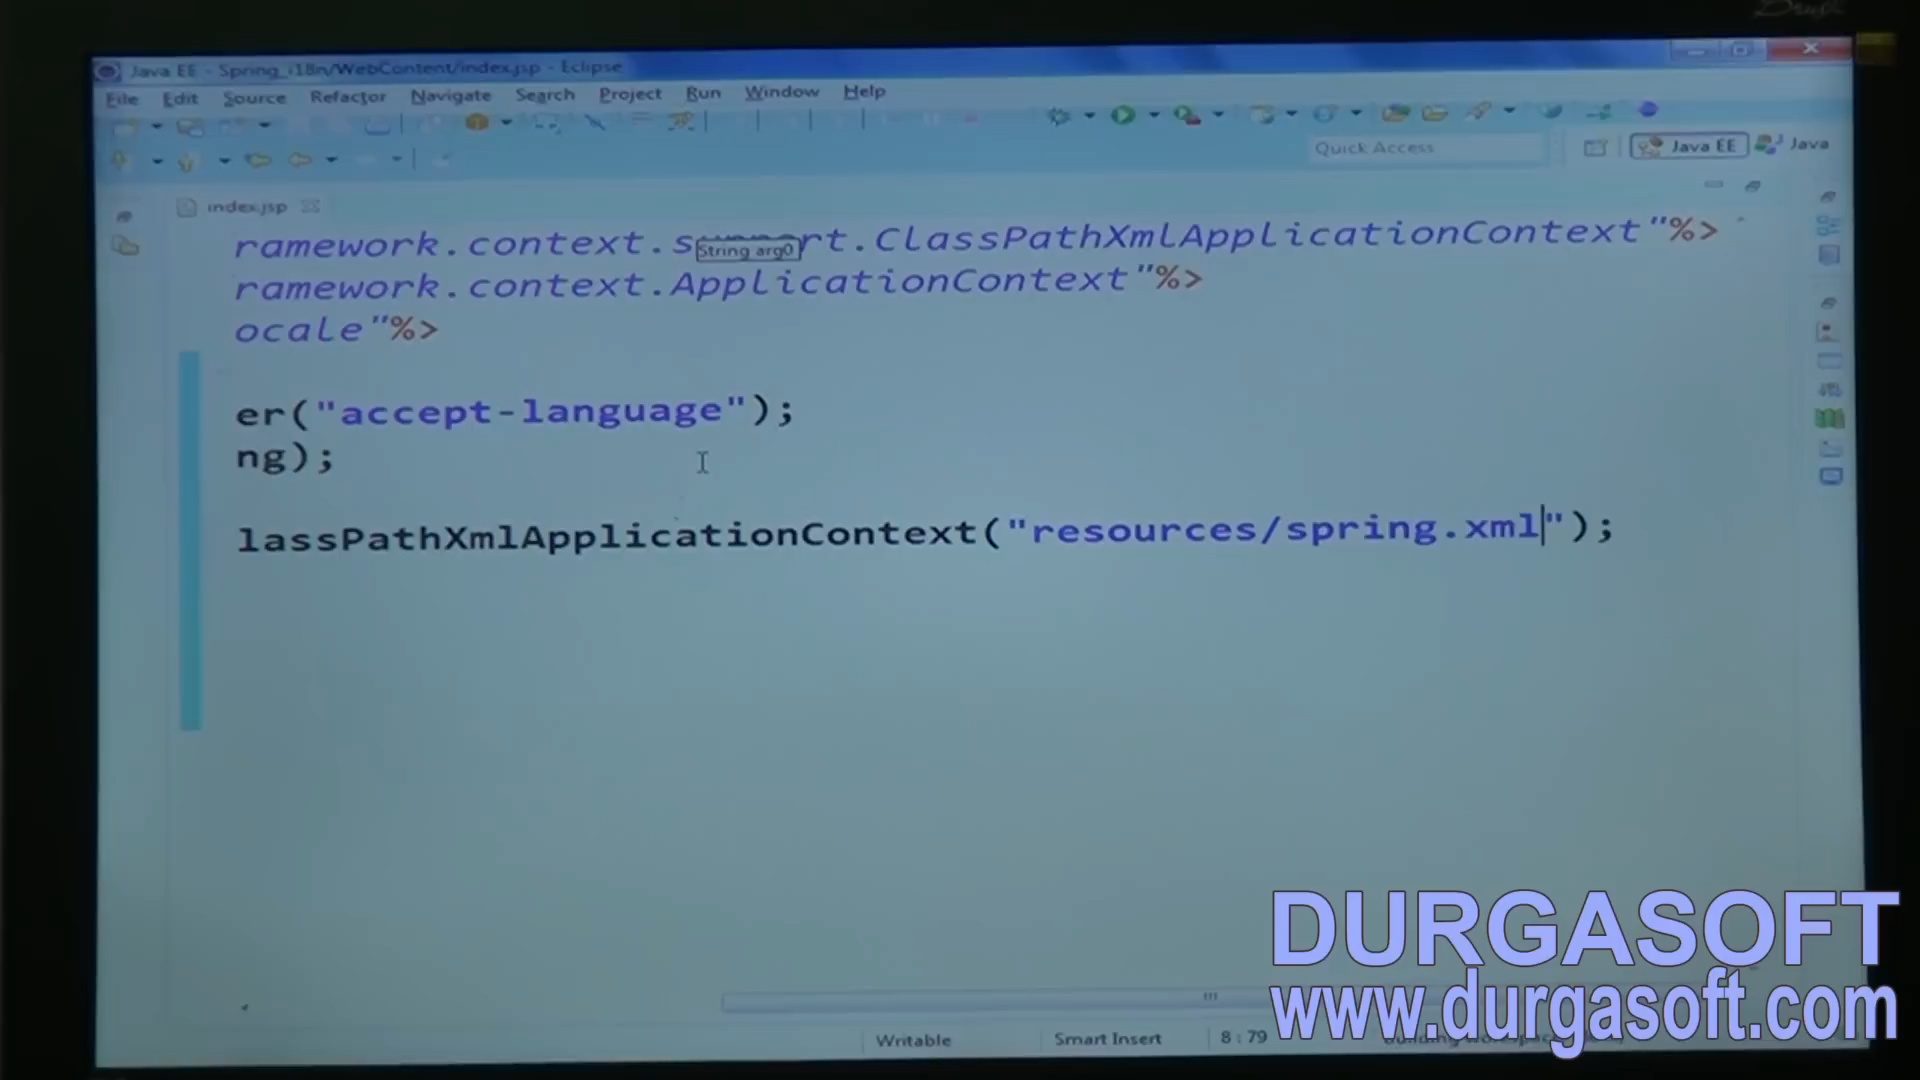 Java EE - Spring_i18n/WebContent/index.jsp - Eclipse
File Edit Source Refactor Navigate Search Project Run Window Help
Quick Access
Java EE
Java
index.jsp
ramework.context.s rt.ClassPathXmlApplicationContext"%>
String arg0
ramework.context.ApplicationContext"%>
ocale"%>
er("accept-language");
ng);
lassPathXmlApplicationContext("resources/spring.xml");
Writable
Smart Insert
8 : 79
DURGASOFT
www.durgasoft.com